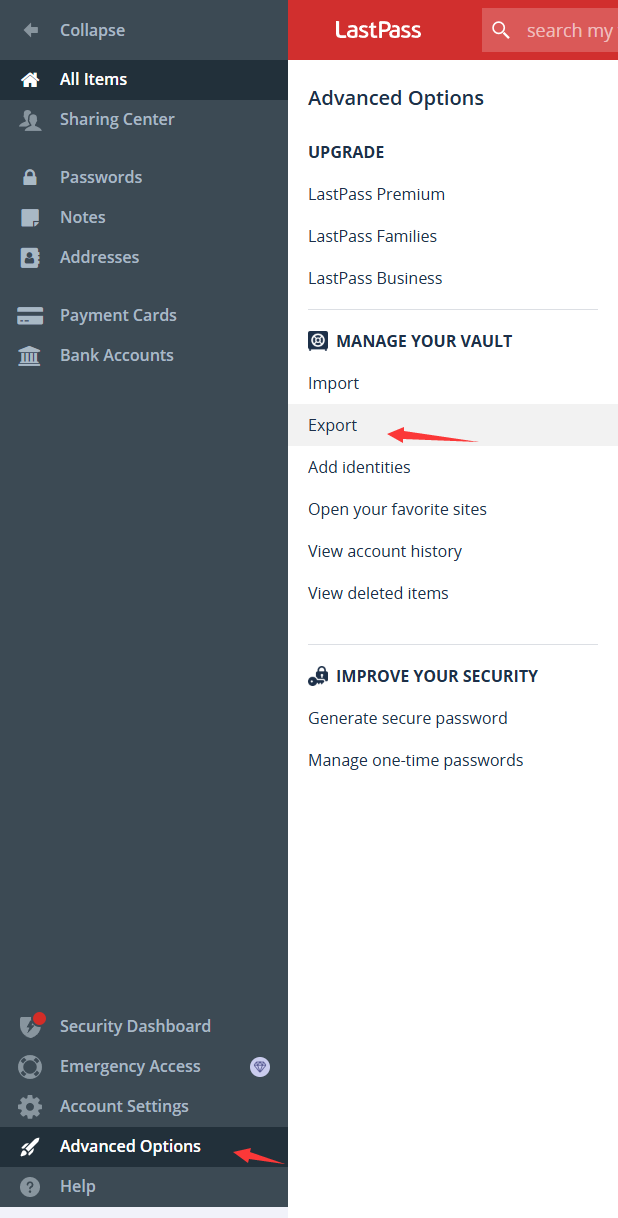 Collapse
All Items
Sharing Center
Passwords
Notes
Addresses
Payment Cards
Bank Accounts
Security Dashboard
Emergency Access
Account Settings
Advanced Options
Help
LastPass
search my
Advanced Options
UPGRADE
LastPass Premium
LastPass Families
LastPass Business
MANAGE YOUR VAULT
Import
Export
Add identities
Open your favorite sites
View account history
View deleted items
IMPROVE YOUR SECURITY
Generate secure password
Manage one-time passwords